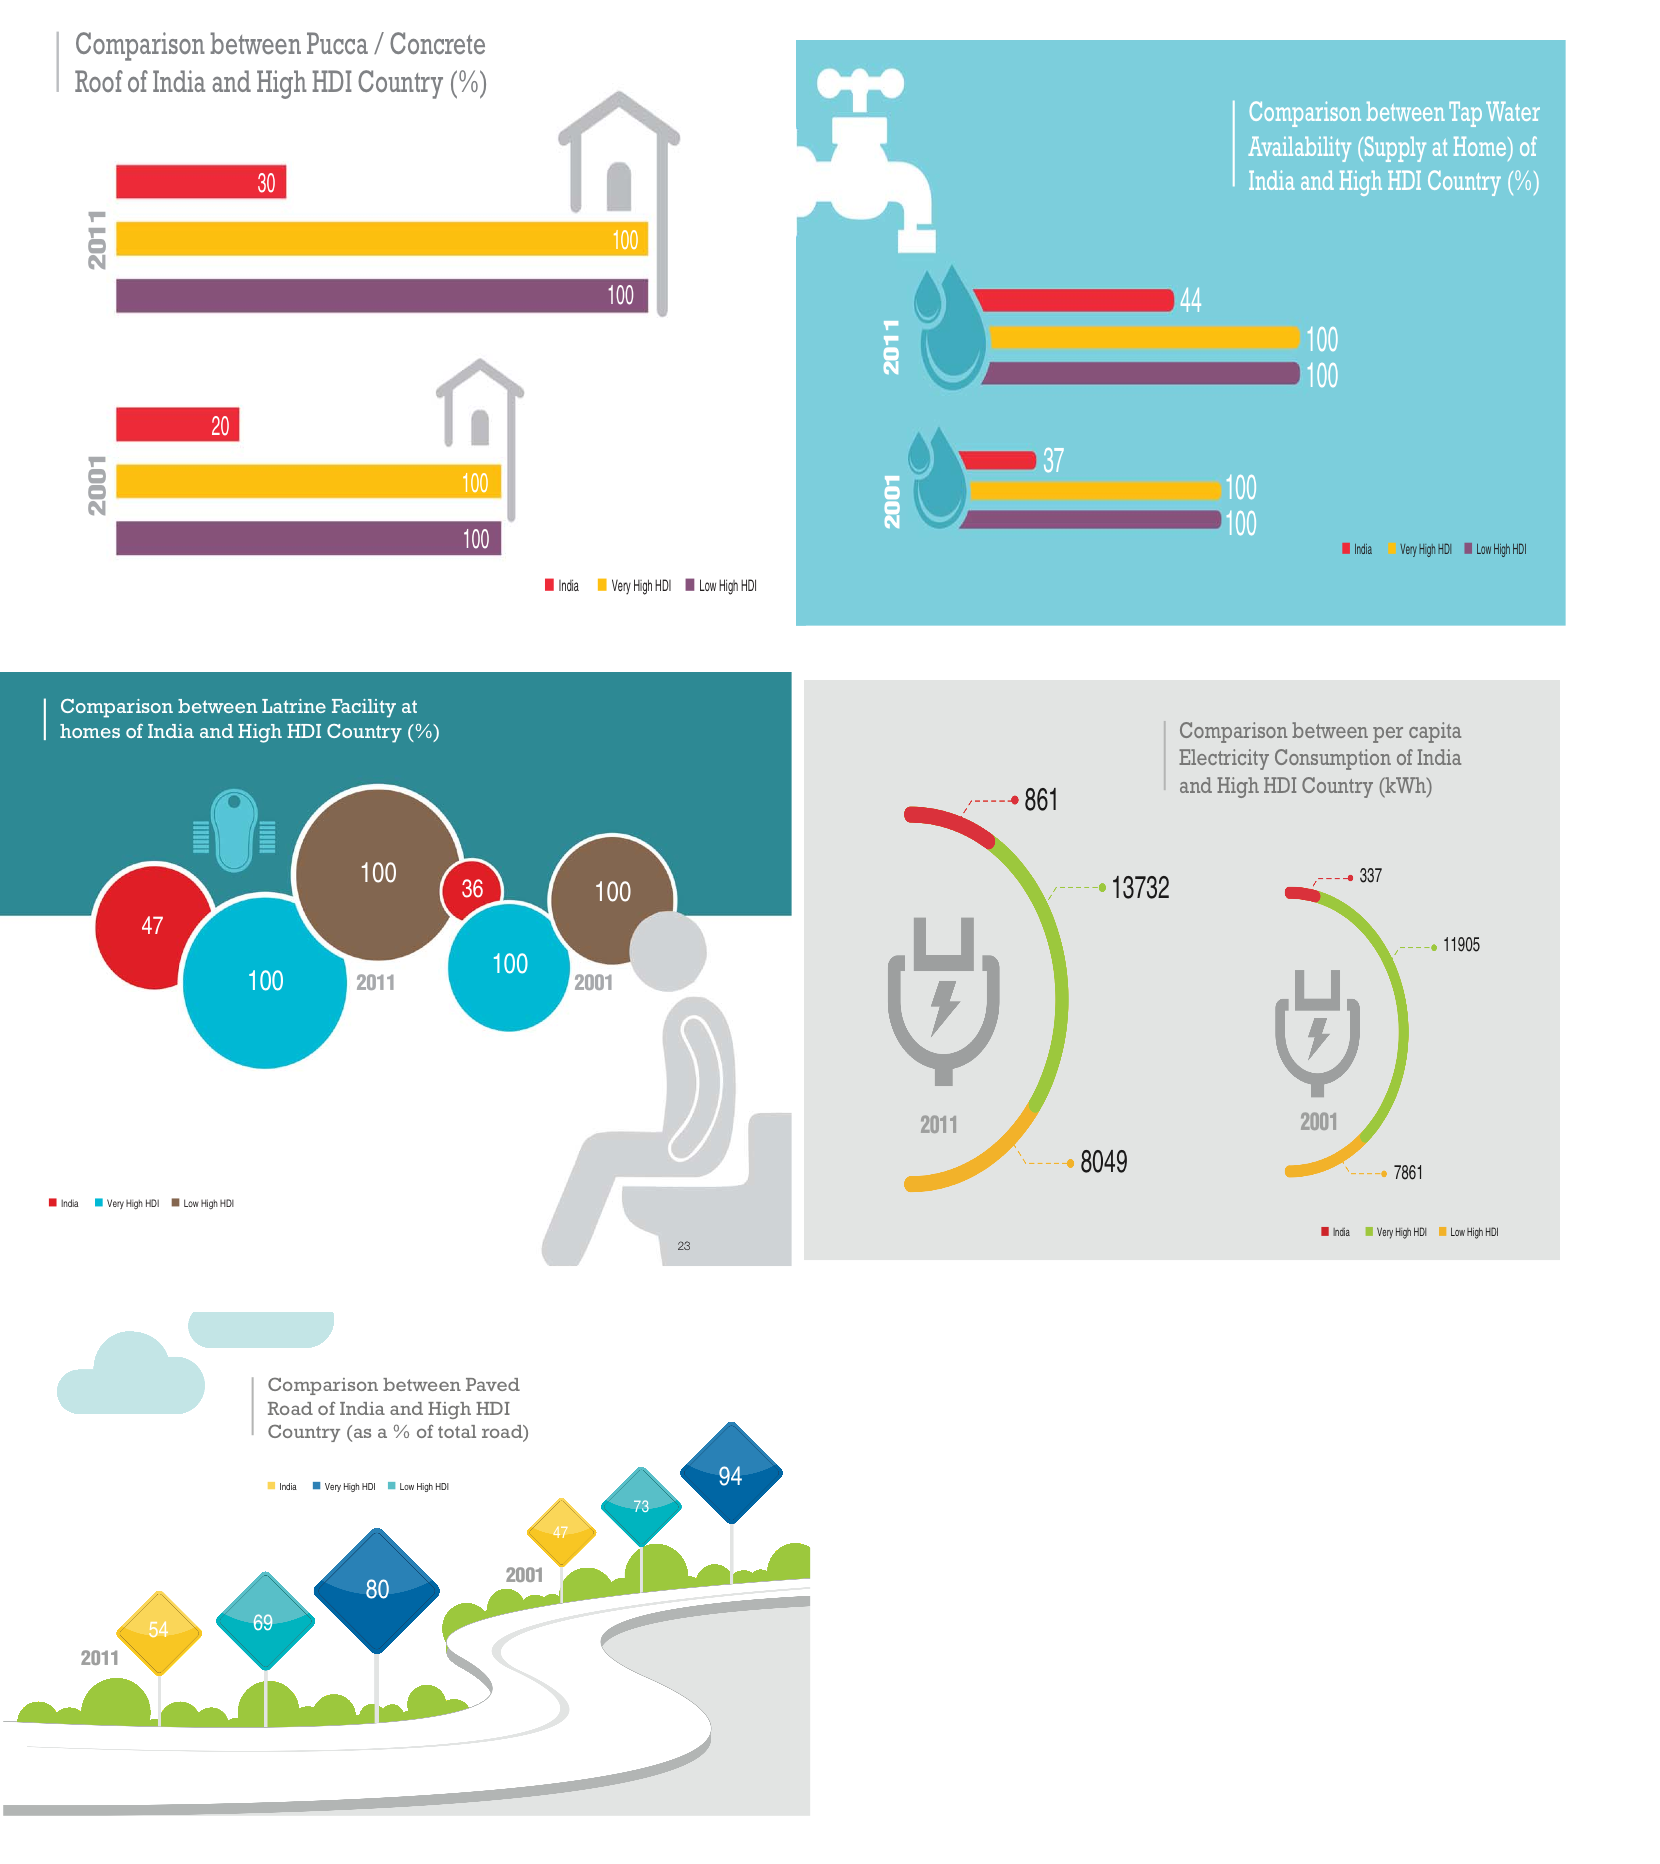 Comparison between Pucca / Concrete
Roof of India and High HDI Country (%)
2011
30
100
100
2001
20
100
100
India
Very High HDI
Low High HDI
Comparison between Tap Water
Availability (Supply at Home) of
India and High HDI Country (%)
2011
44
100
100
2001
37
100
100
India
Very High HDI
Low High HDI
Comparison between Latrine Facility at
homes of India and High HDI Country (%)
47
100
100
2011
36
100
100
2001
India
Very High HDI
Low High HDI
23
Comparison between per capita
Electricity Consumption of India
and High HDI Country (kWh)
861
13732
8049
2011
337
11905
7861
2001
India
Very High HDI
Low High HDI
Comparison between Paved
Road of India and High HDI
Country (as a % of total road)
India
Very High HDI
Low High HDI
2011
54
69
80
2001
47
73
94